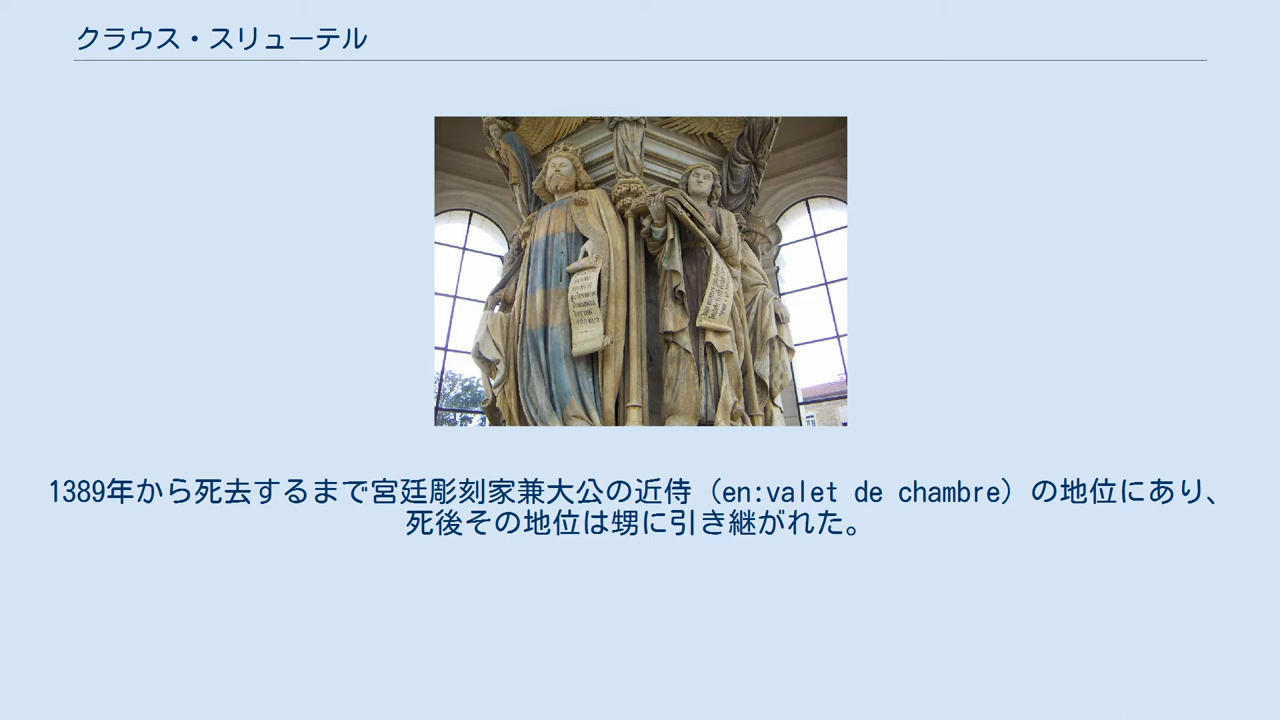 クラウス・スリューテル
1389年から死去するまで宮廷彫刻家兼大公の近侍（en:valet de chambre）の地位にあり、
死後その地位は甥に引き継がれた。